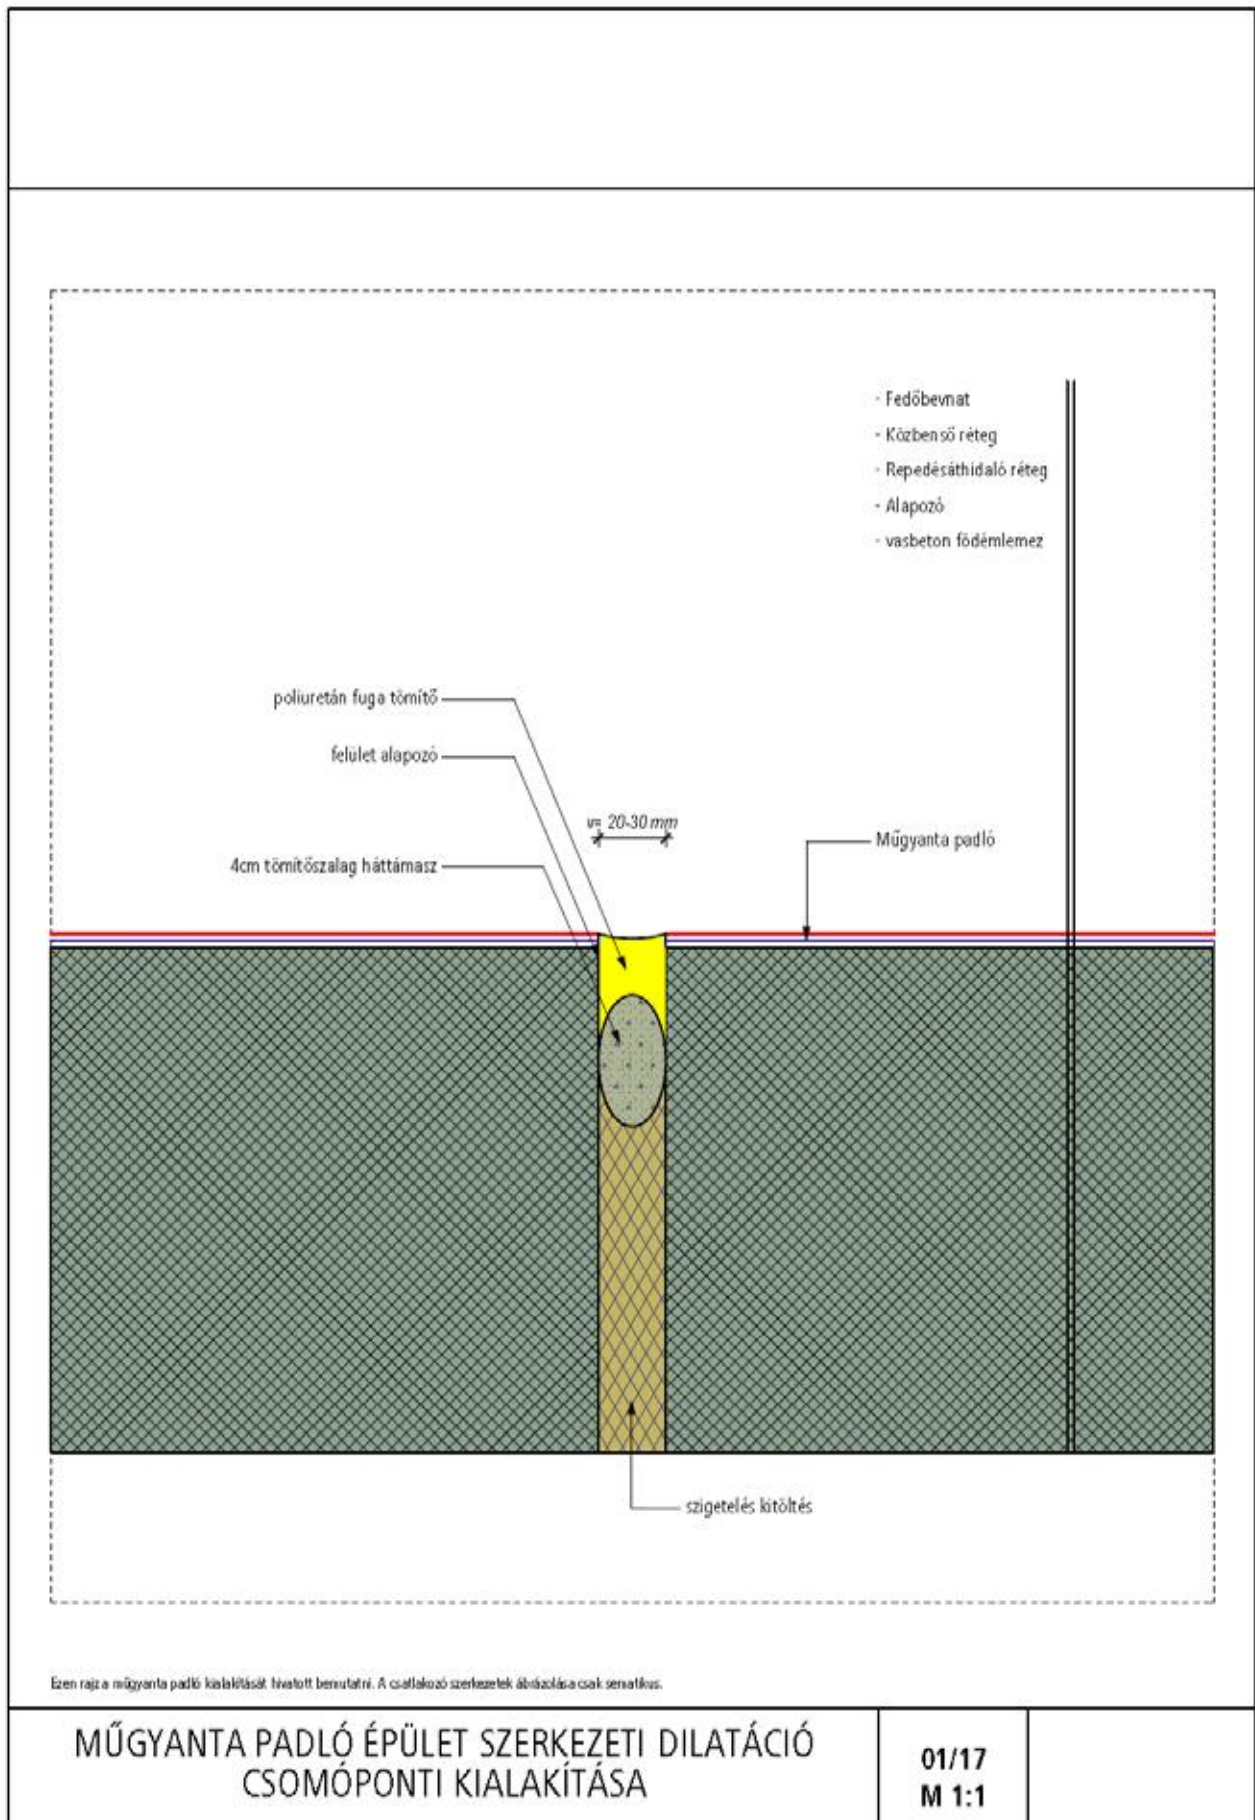 - Fedőbevnat
- Közbenső réteg
- Repedésáthidaló réteg
- Alapozó
- vasbeton födémlemez
poliuretán fuga tömítő
felület alapozó
v= 20-30 mm
Műgyanta padló
4cm tömítőszalag háttámasz
szigetelés kitöltés
Ezen rajz a műgyanta padló kialakítását hivatott bemutatni. A csatlakozó szerkezetek ábrázolása csak sematikus.
MŰGYANTA PADLÓ ÉPÜLET SZERKEZETI DILATÁCIÓ
CSOMÓPONTI KIALAKÍTÁSA
01/17
M 1:1